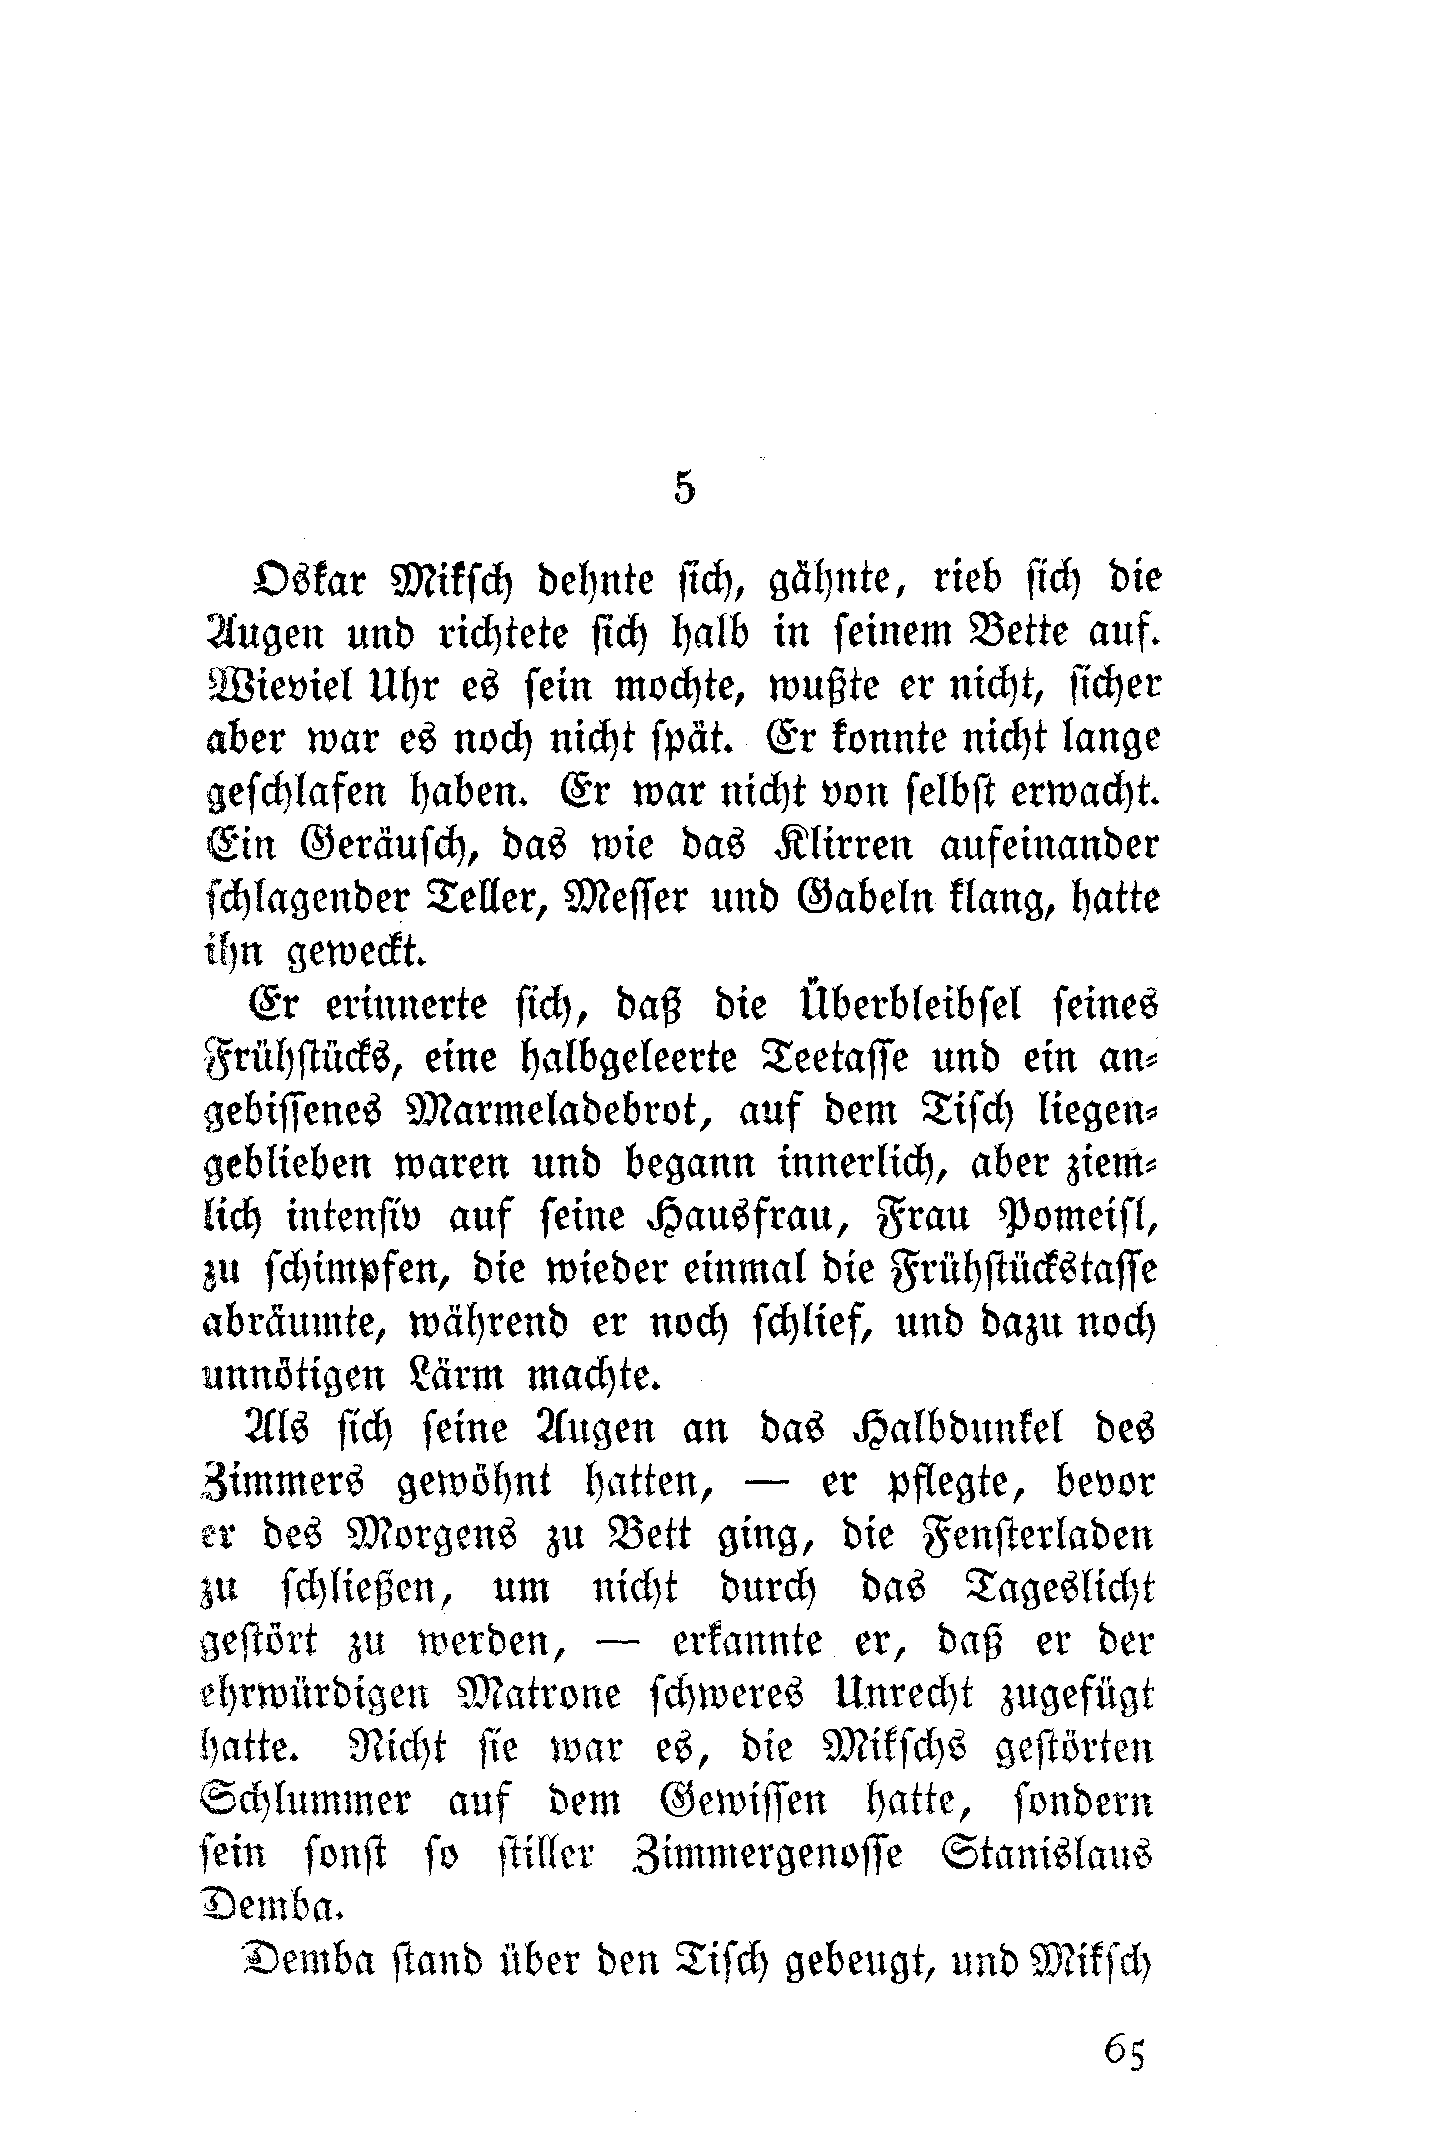 5
Oskar Miksch dehnte sich, gähnte, rieb sich die
Augen und richtete sich halb in seinem Bette auf.
Wieviel Uhr es sein mochte, wußte er nicht, sicher
aber war es noch nicht spät. Er konnte nicht lange
geschlafen haben. Er war nicht von selbst erwacht.
Ein Geräusch, das wie das Klirren aufeinander
schlagender Teller, Messer und Gabeln klang, hatte
ihn geweckt.
Er erinnerte sich, daß die Überbleibsel seines
Frühstücks, eine halbgeleerte Teetasse und ein an-
gebissenes Marmeladebrot, auf dem Tisch liegen-
geblieben waren und begann innerlich, aber ziem-
lich intensiv auf seine Hausfrau, Frau Pomeisl,
zu schimpfen, die wieder einmal die Frühstückstasse
abräumte, während er noch schlief, und dazu noch
unnötigen Lärm machte.
Als sich seine Augen an das Halbdunkel des
Zimmers gewöhnt hatten, — er pflegte, bevor
er des Morgens zu Bett ging, die Fensterladen
zu schließen, um nicht durch das Tageslicht
gestört zu werden, — erkannte er, daß er der
ehrwürdigen Matrone schweres Unrecht zugefügt
hatte. Nicht sie war es, die Mikschs gestörten
Schlummer auf dem Gewissen hatte, sondern
sein sonst so stiller Zimmergenosse Stanislaus
Demba.
Demba stand über den Tisch gebeugt, und Miksch
65